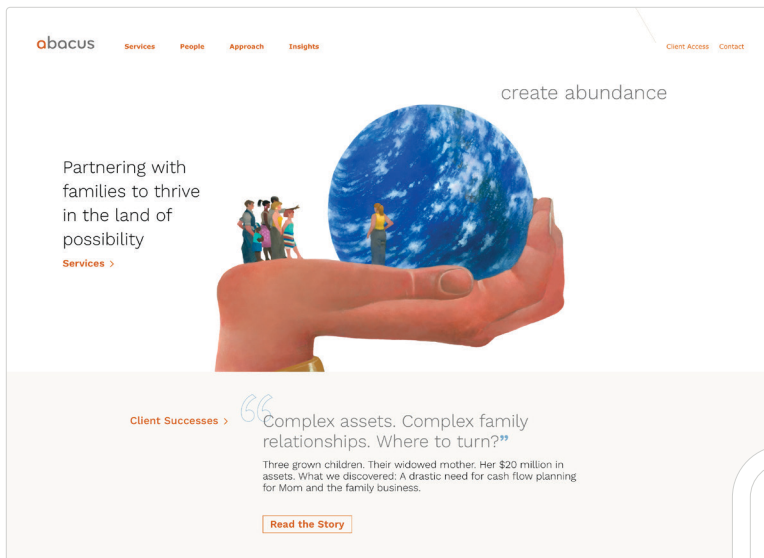 abacus
Services
People
Approach
Insights
Client Access
Contact
create abundance
Partnering with
families to thrive
in the land of
possibility
Services >
Client Successes >
“Complex assets. Complex family
relationships. Where to turn?”
Three grown children. Their widowed mother. Her $20 million in
assets. What we discovered: A drastic need for cash flow planning
for Mom and the family business.
Read the Story